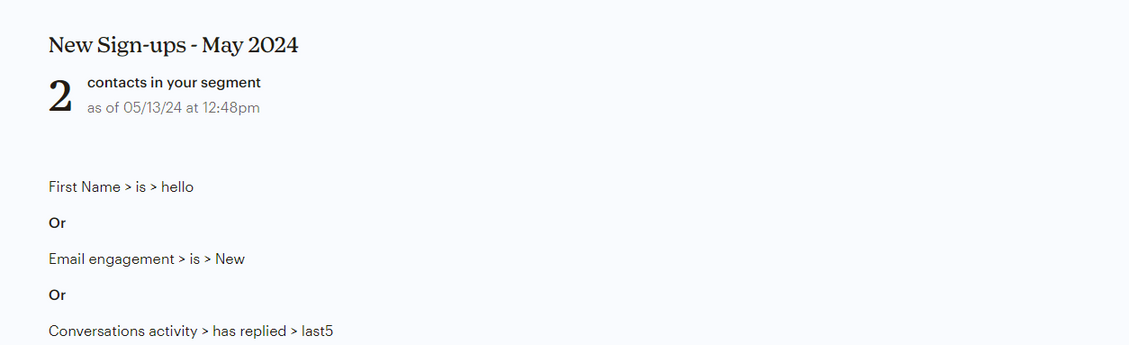 New Sign-ups - May 2024
2
contacts in your segment
as of 05/13/24 at 12:48pm
First Name > is > hello
Or
Email engagement > is > New
Or
Conversations activity > has replied > last5